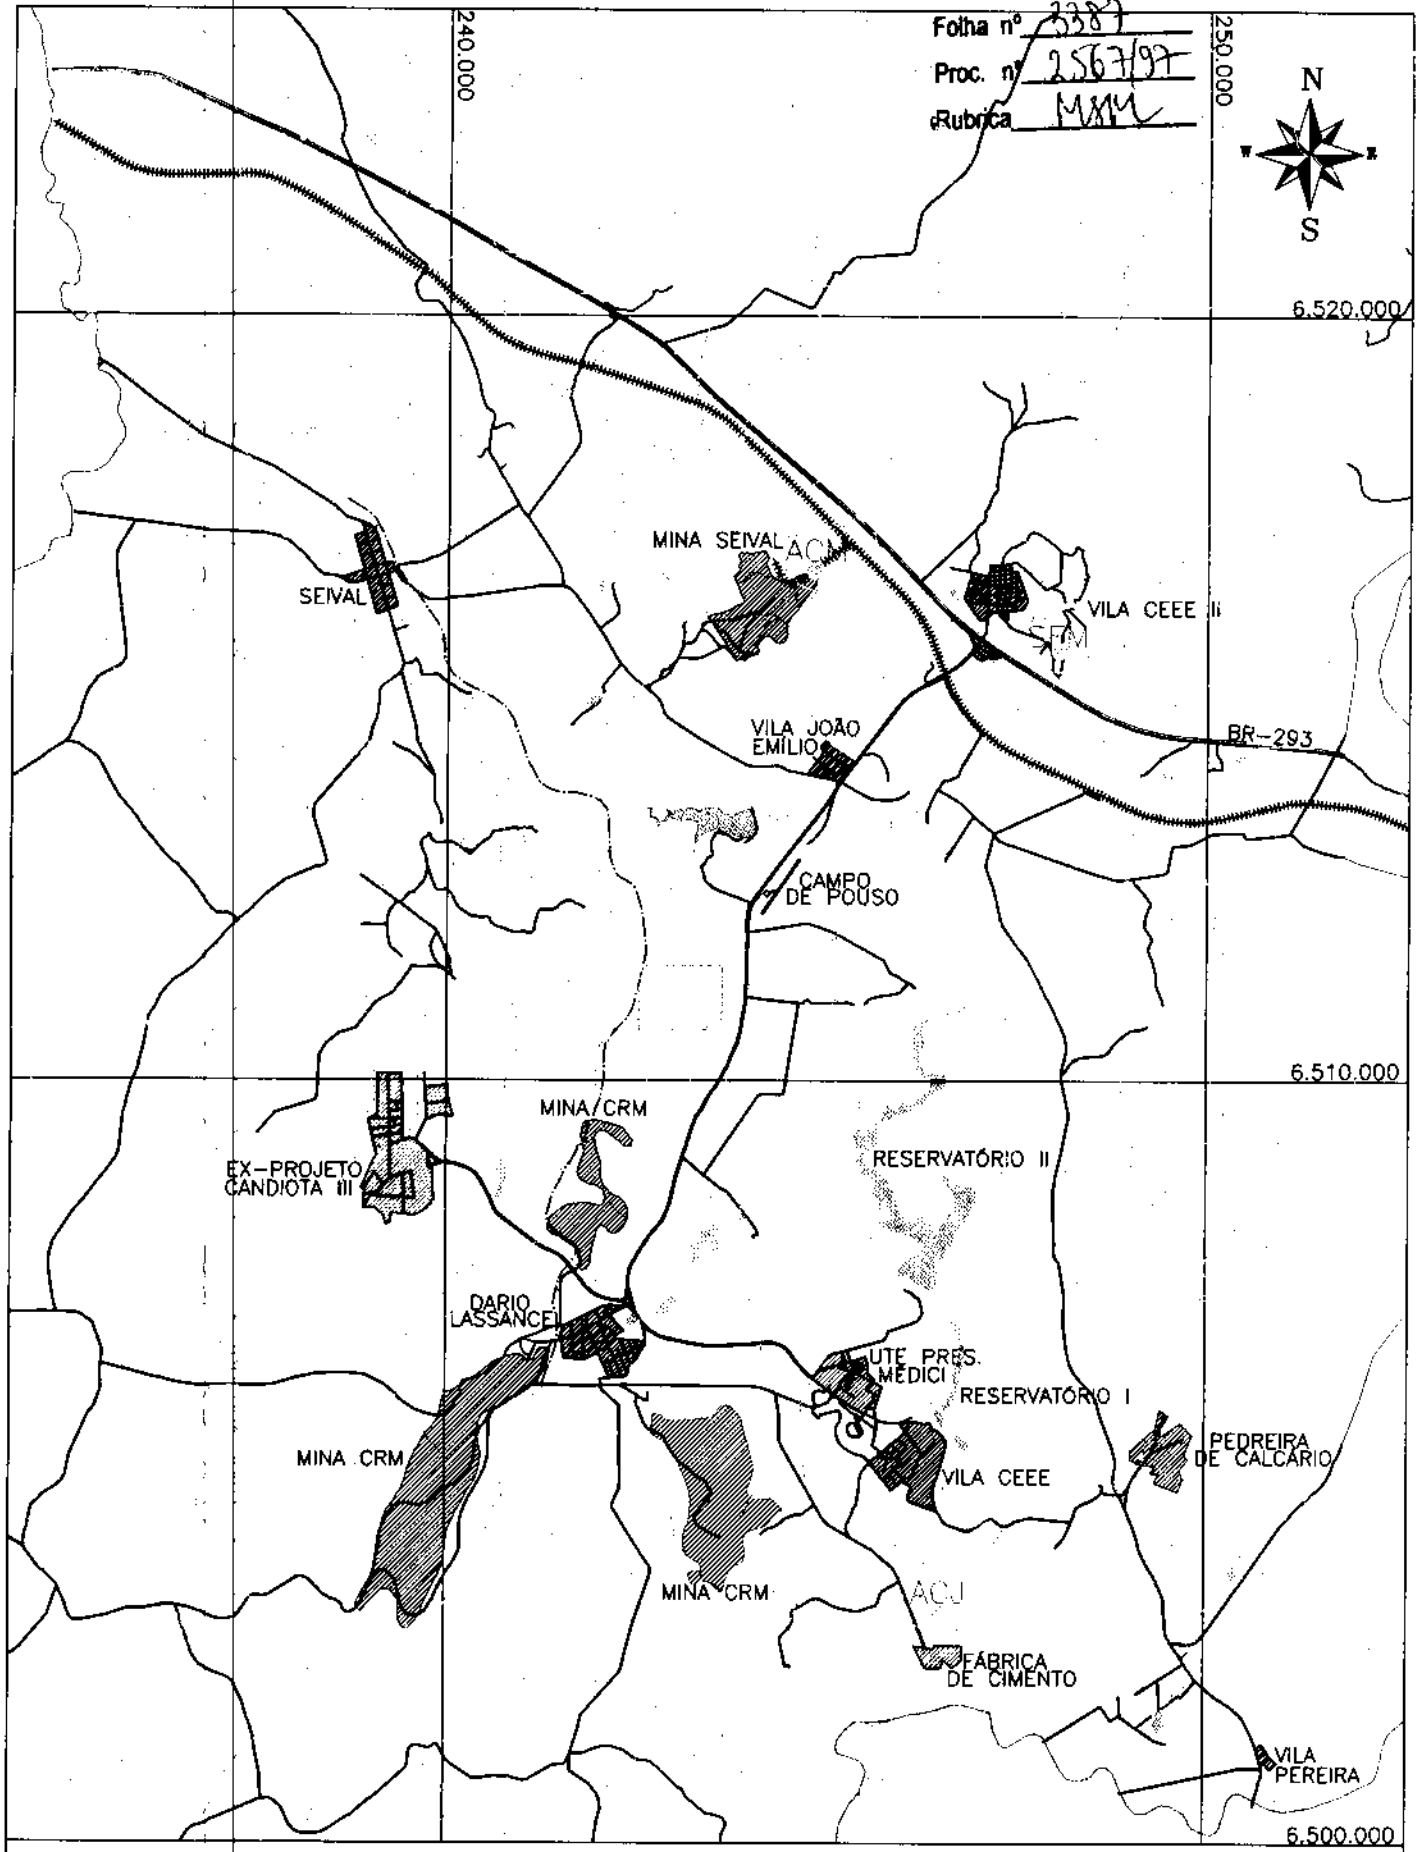 Folha nº 3387
Proc. nº 2567/97
Rubrica
240.000
250.000
N
W
E
S
6.520.000
MINA SEIVAL
SEIVAL
VILA CEEE II
BR-293
VILA JOÃO
EMÍLIO
CAMPO
DE POUSO
6.510.000
MINA CRM
RESERVATÓRIO II
EX-PROJETO
CANDIOTA III
DARIO
LASSANCE
UTE PRES.
MÉDICI
RESERVATÓRIO I
MINA CRM
PEDREIRA
DE CALCÁRIO
VILA CEEE
MINA CRM
ACJ
FÁBRICA
DE CIMENTO
VILA
PEREIRA
6.500.000